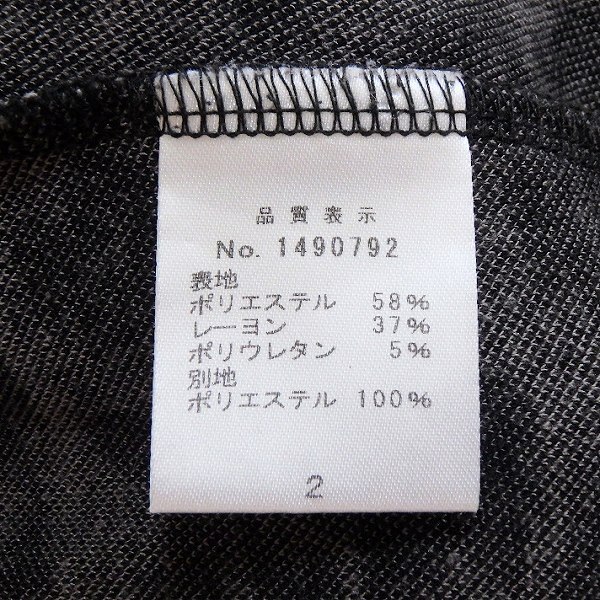 品質表示
No. 1490792
表地
ポリエステル 58%
レーヨン 37%
ポリウレタン 5%
別地
ポリエステル 100%
2